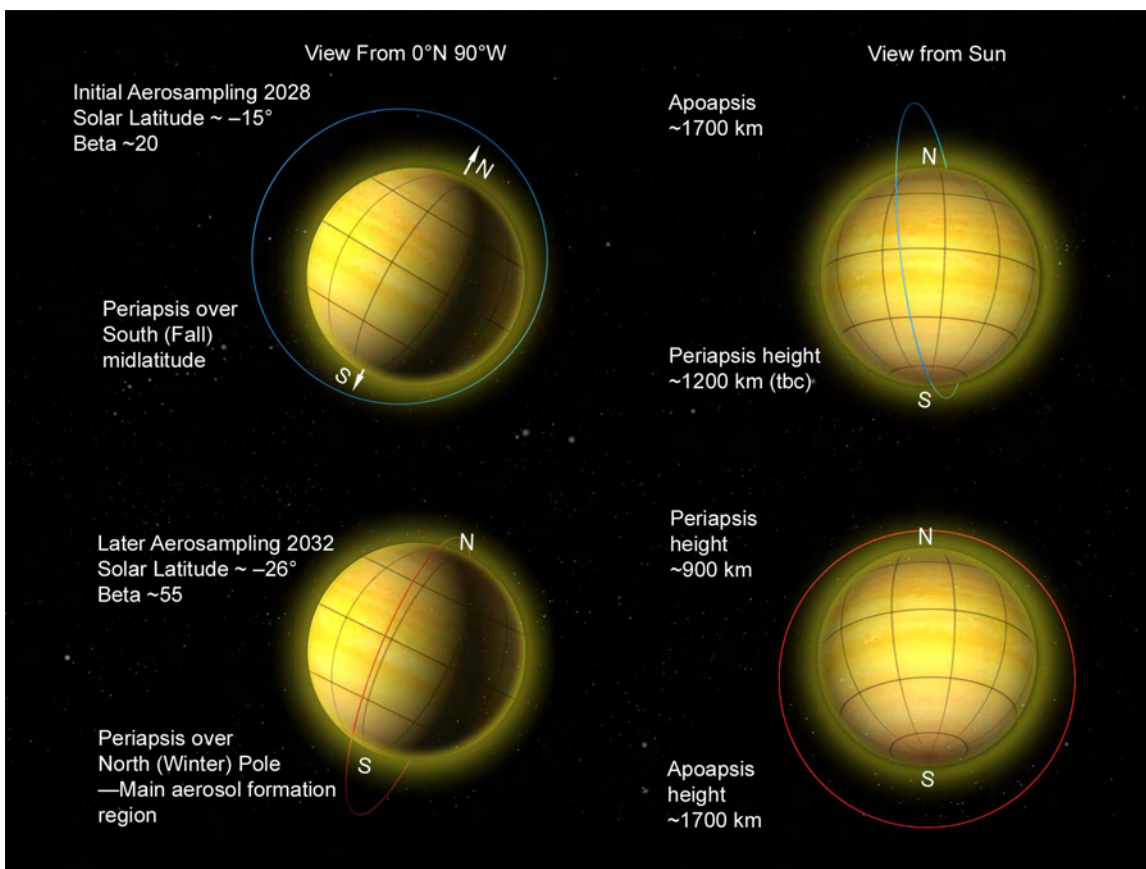 View From 0°N 90°W
View from Sun
Initial Aerosampling 2028
Solar Latitude ~ –15°
Beta ~20
N
S
Periapsis over
South (Fall)
midlatitude
Apoapsis
~1700 km
N
Periapsis height
~1200 km (tbc)
S
Later Aerosampling 2032
Solar Latitude ~ –26°
Beta ~55
N
S
Periapsis over
North (Winter) Pole
—Main aerosol formation
region
Periapsis
height
~900 km
N
S
Apoapsis
height
~1700 km